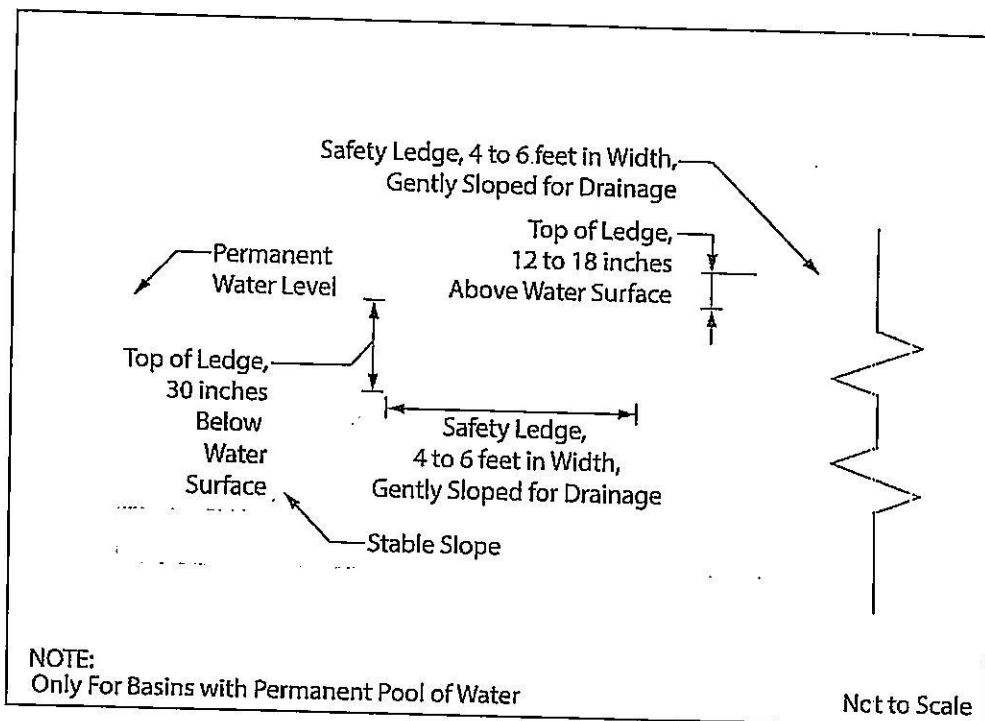 Safety Ledge, 4 to 6 feet in Width,
Gently Sloped for Drainage
Top of Ledge,
12 to 18 inches
Above Water Surface
Permanent
Water Level
Top of Ledge,
30 inches
Below
Water
Surface
Safety Ledge,
4 to 6 feet in Width,
Gently Sloped for Drainage
Stable Slope
NOTE:
Only For Basins with Permanent Pool of Water
Not to Scale